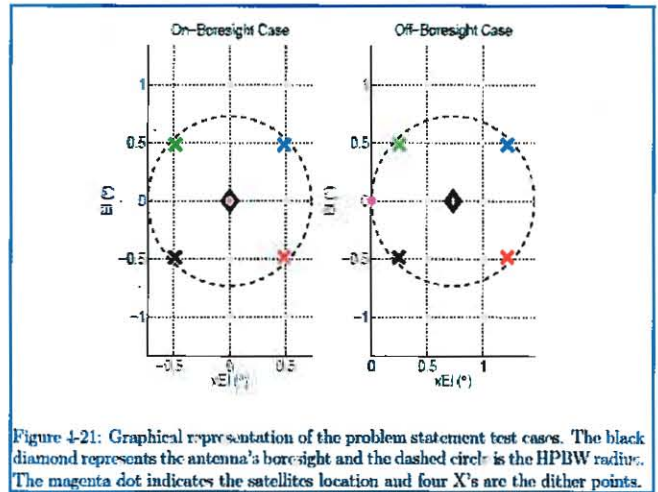 On-Boresight Case
Off-Boresight Case
1
0.5
0
-0.5
-1
El (°)
-0.5
0
0.5
xEl (°)
1
0.5
0
-0.5
-1
El (°)
0
0.5
1
xEl (°)
Figure 4-21: Graphical representation of the problem statement test cases. The black
diamond represents the antenna's boresight and the dashed circle is the HPBW radius.
The magenta dot indicates the satellites location and four X's are the dither points.